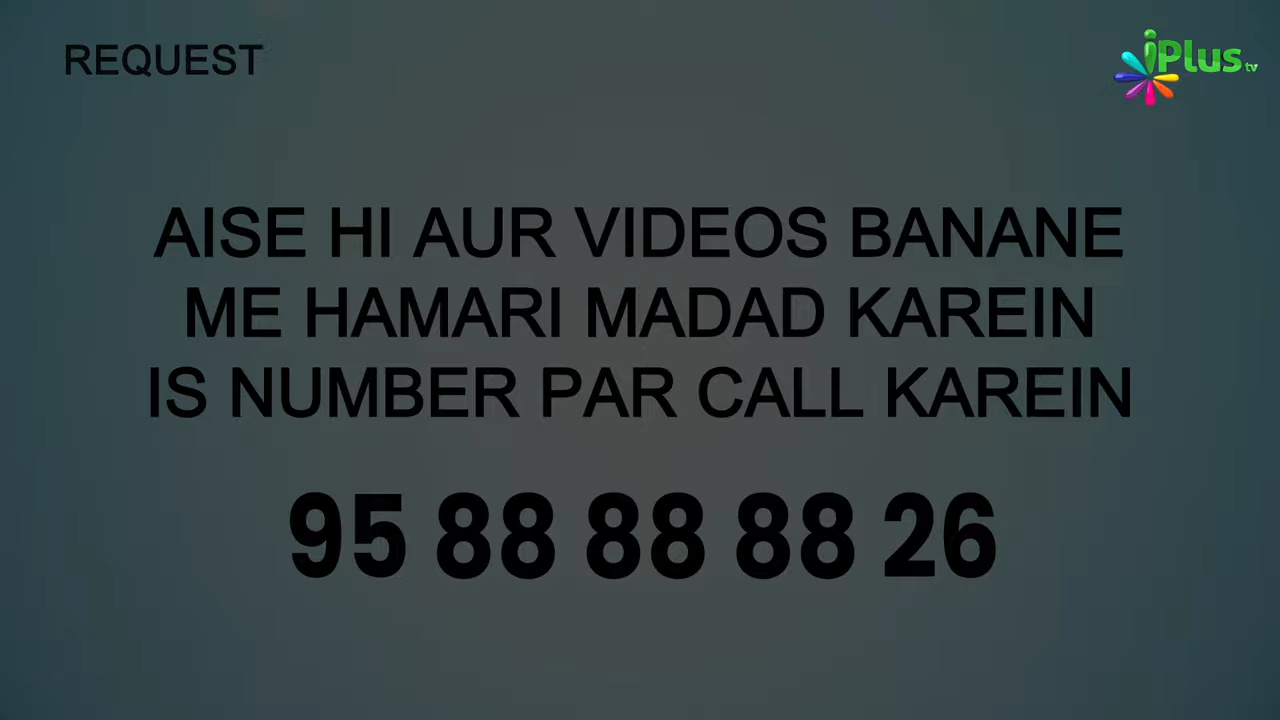 REQUEST
iPlus tv
AISE HI AUR VIDEOS BANANE
ME HAMARI MADAD KAREIN
IS NUMBER PAR CALL KAREIN
95 88 88 88 26